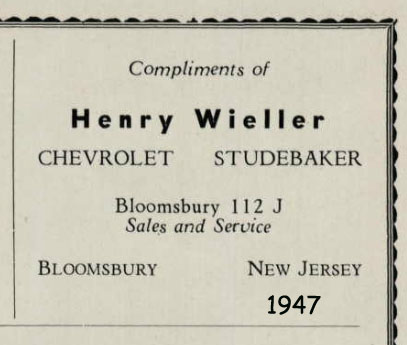 Compliments of
Henry Wieller
CHEVROLET STUDEBAKER
Bloomsbury 112 J
Sales and Service
BLOOMSBURY NEW JERSEY
1947